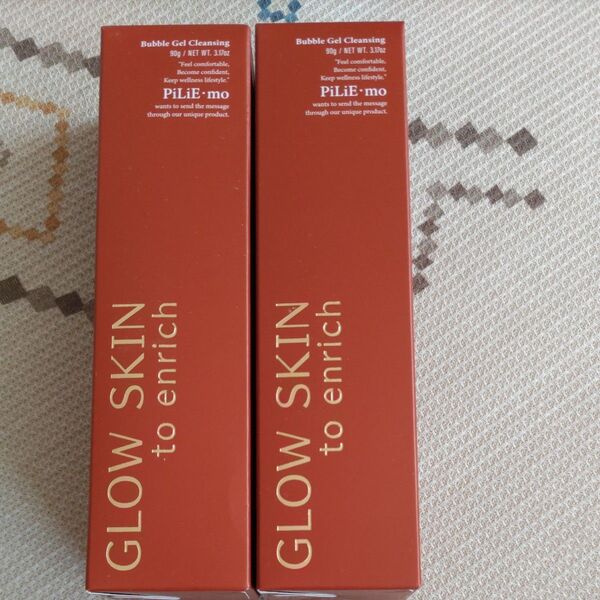 Bubble Gel Cleansing
90g / NET WT. 3.17oz
"Feel comfortable,
Become confident,
Keep wellness lifestyle."
PiLiE·mo
wants to send the message
through our unique product.
GLOW SKIN
to enrich
Bubble Gel Cleansing
90g / NET WT. 3.17oz
"Feel comfortable,
Become confident,
Keep wellness lifestyle."
PiLiE·mo
wants to send the message
through our unique product.
GLOW SKIN
to enrich